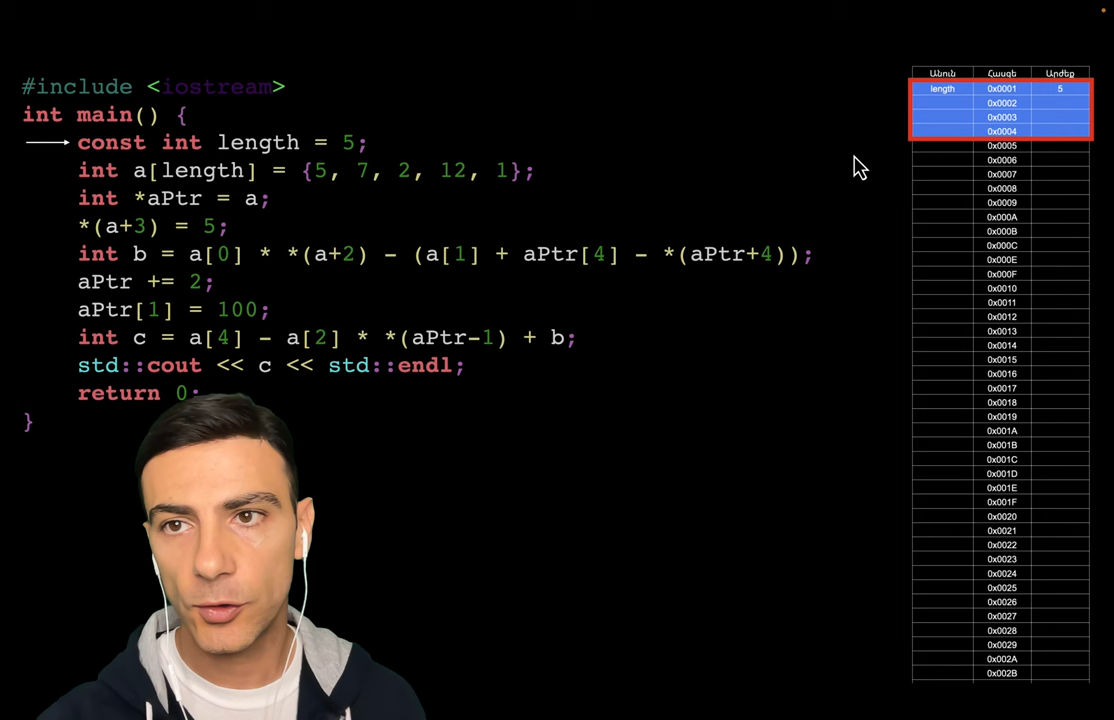 #include <iostream>
int main() {
const int length = 5;
int a[length] = {5, 7, 2, 12, 1};
int *aPtr = a;
*(a+3) = 5;
int b = a[0] * *(a+2) - (a[1] + aPtr[4] - *(aPtr+4));
aPtr += 2;
aPtr[1] = 100;
int c = a[4] - a[2] * *(aPtr-1) + b;
std::cout << c << std::endl;
return 0;
}
Անուն Հասցե Արժեք
length 0x0001 5
0x0002
0x0003
0x0004
0x0005
0x0006
0x0007
0x0008
0x0009
0x000A
0x000B
0x000C
0x000E
0x000F
0x0010
0x0011
0x0012
0x0013
0x0014
0x0015
0x0016
0x0017
0x0018
0x0019
0x001A
0x001B
0x001C
0x001D
0x001E
0x001F
0x0020
0x0021
0x0022
0x0023
0x0024
0x0025
0x0026
0x0027
0x0028
0x0029
0x002A
0x002B